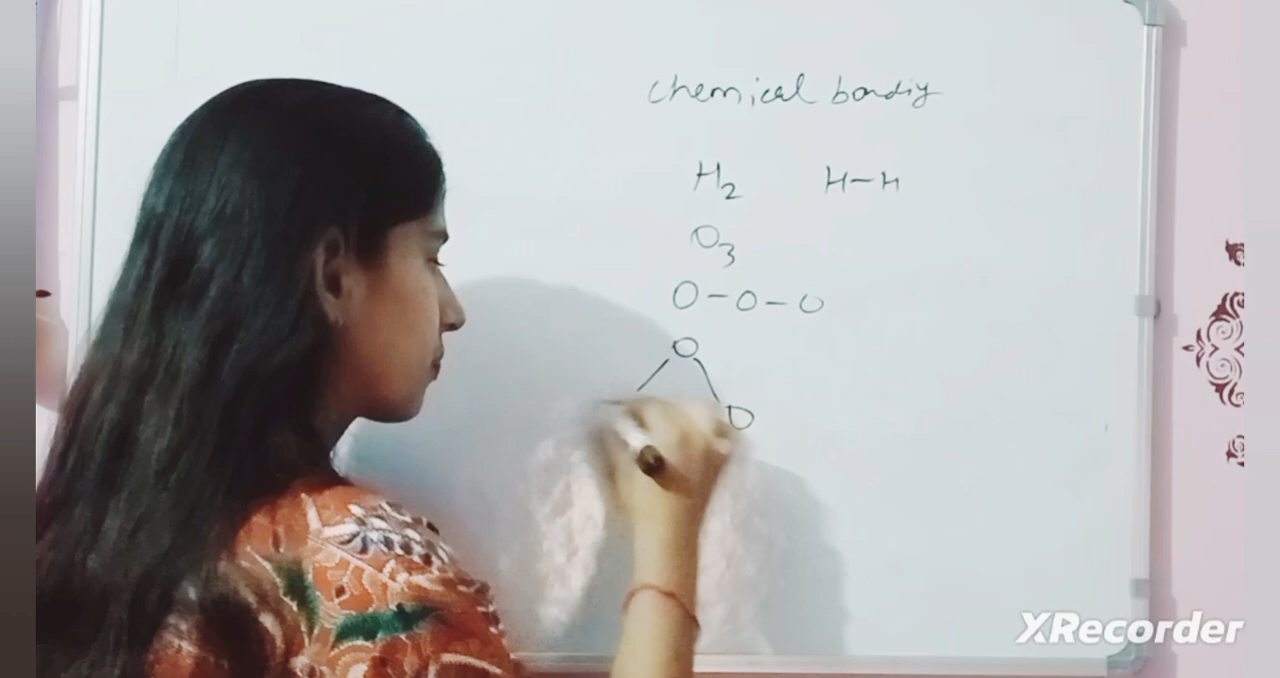 chemical bondig
H2 H-H
O3
O-O-O
O
O
XRecorder